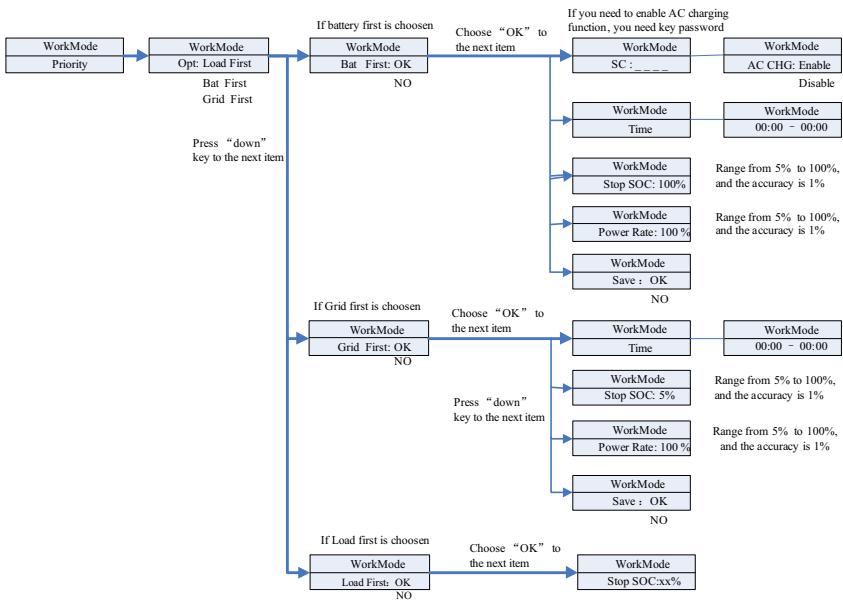 If you need to enable AC charging
function, you need key password
If battery first is choosen
Choose “OK” to
the next item
WorkMode
Priority
WorkMode
Opt: Load First
Bat First
Grid First
WorkMode
Bat First: OK
NO
WorkMode
SC : _ _ _ _
WorkMode
AC CHG: Enable
Disable
Press “down”
key to the next item
WorkMode
Time
WorkMode
00:00 - 00:00
WorkMode
Stop SOC: 100%
Range from 5% to 100%,
and the accuracy is 1%
WorkMode
Power Rate: 100 %
Range from 5% to 100%,
and the accuracy is 1%
WorkMode
Save : OK
NO
If Grid first is choosen
Choose “OK” to
the next item
WorkMode
Grid First: OK
NO
WorkMode
Time
WorkMode
00:00 - 00:00
Press “down”
key to the next item
WorkMode
Stop SOC: 5%
Range from 5% to 100%,
and the accuracy is 1%
WorkMode
Power Rate: 100 %
Range from 5% to 100%,
and the accuracy is 1%
WorkMode
Save : OK
NO
If Load first is choosen
Choose “OK” to
the next item
WorkMode
Load First: OK
NO
WorkMode
Stop SOC:xx%